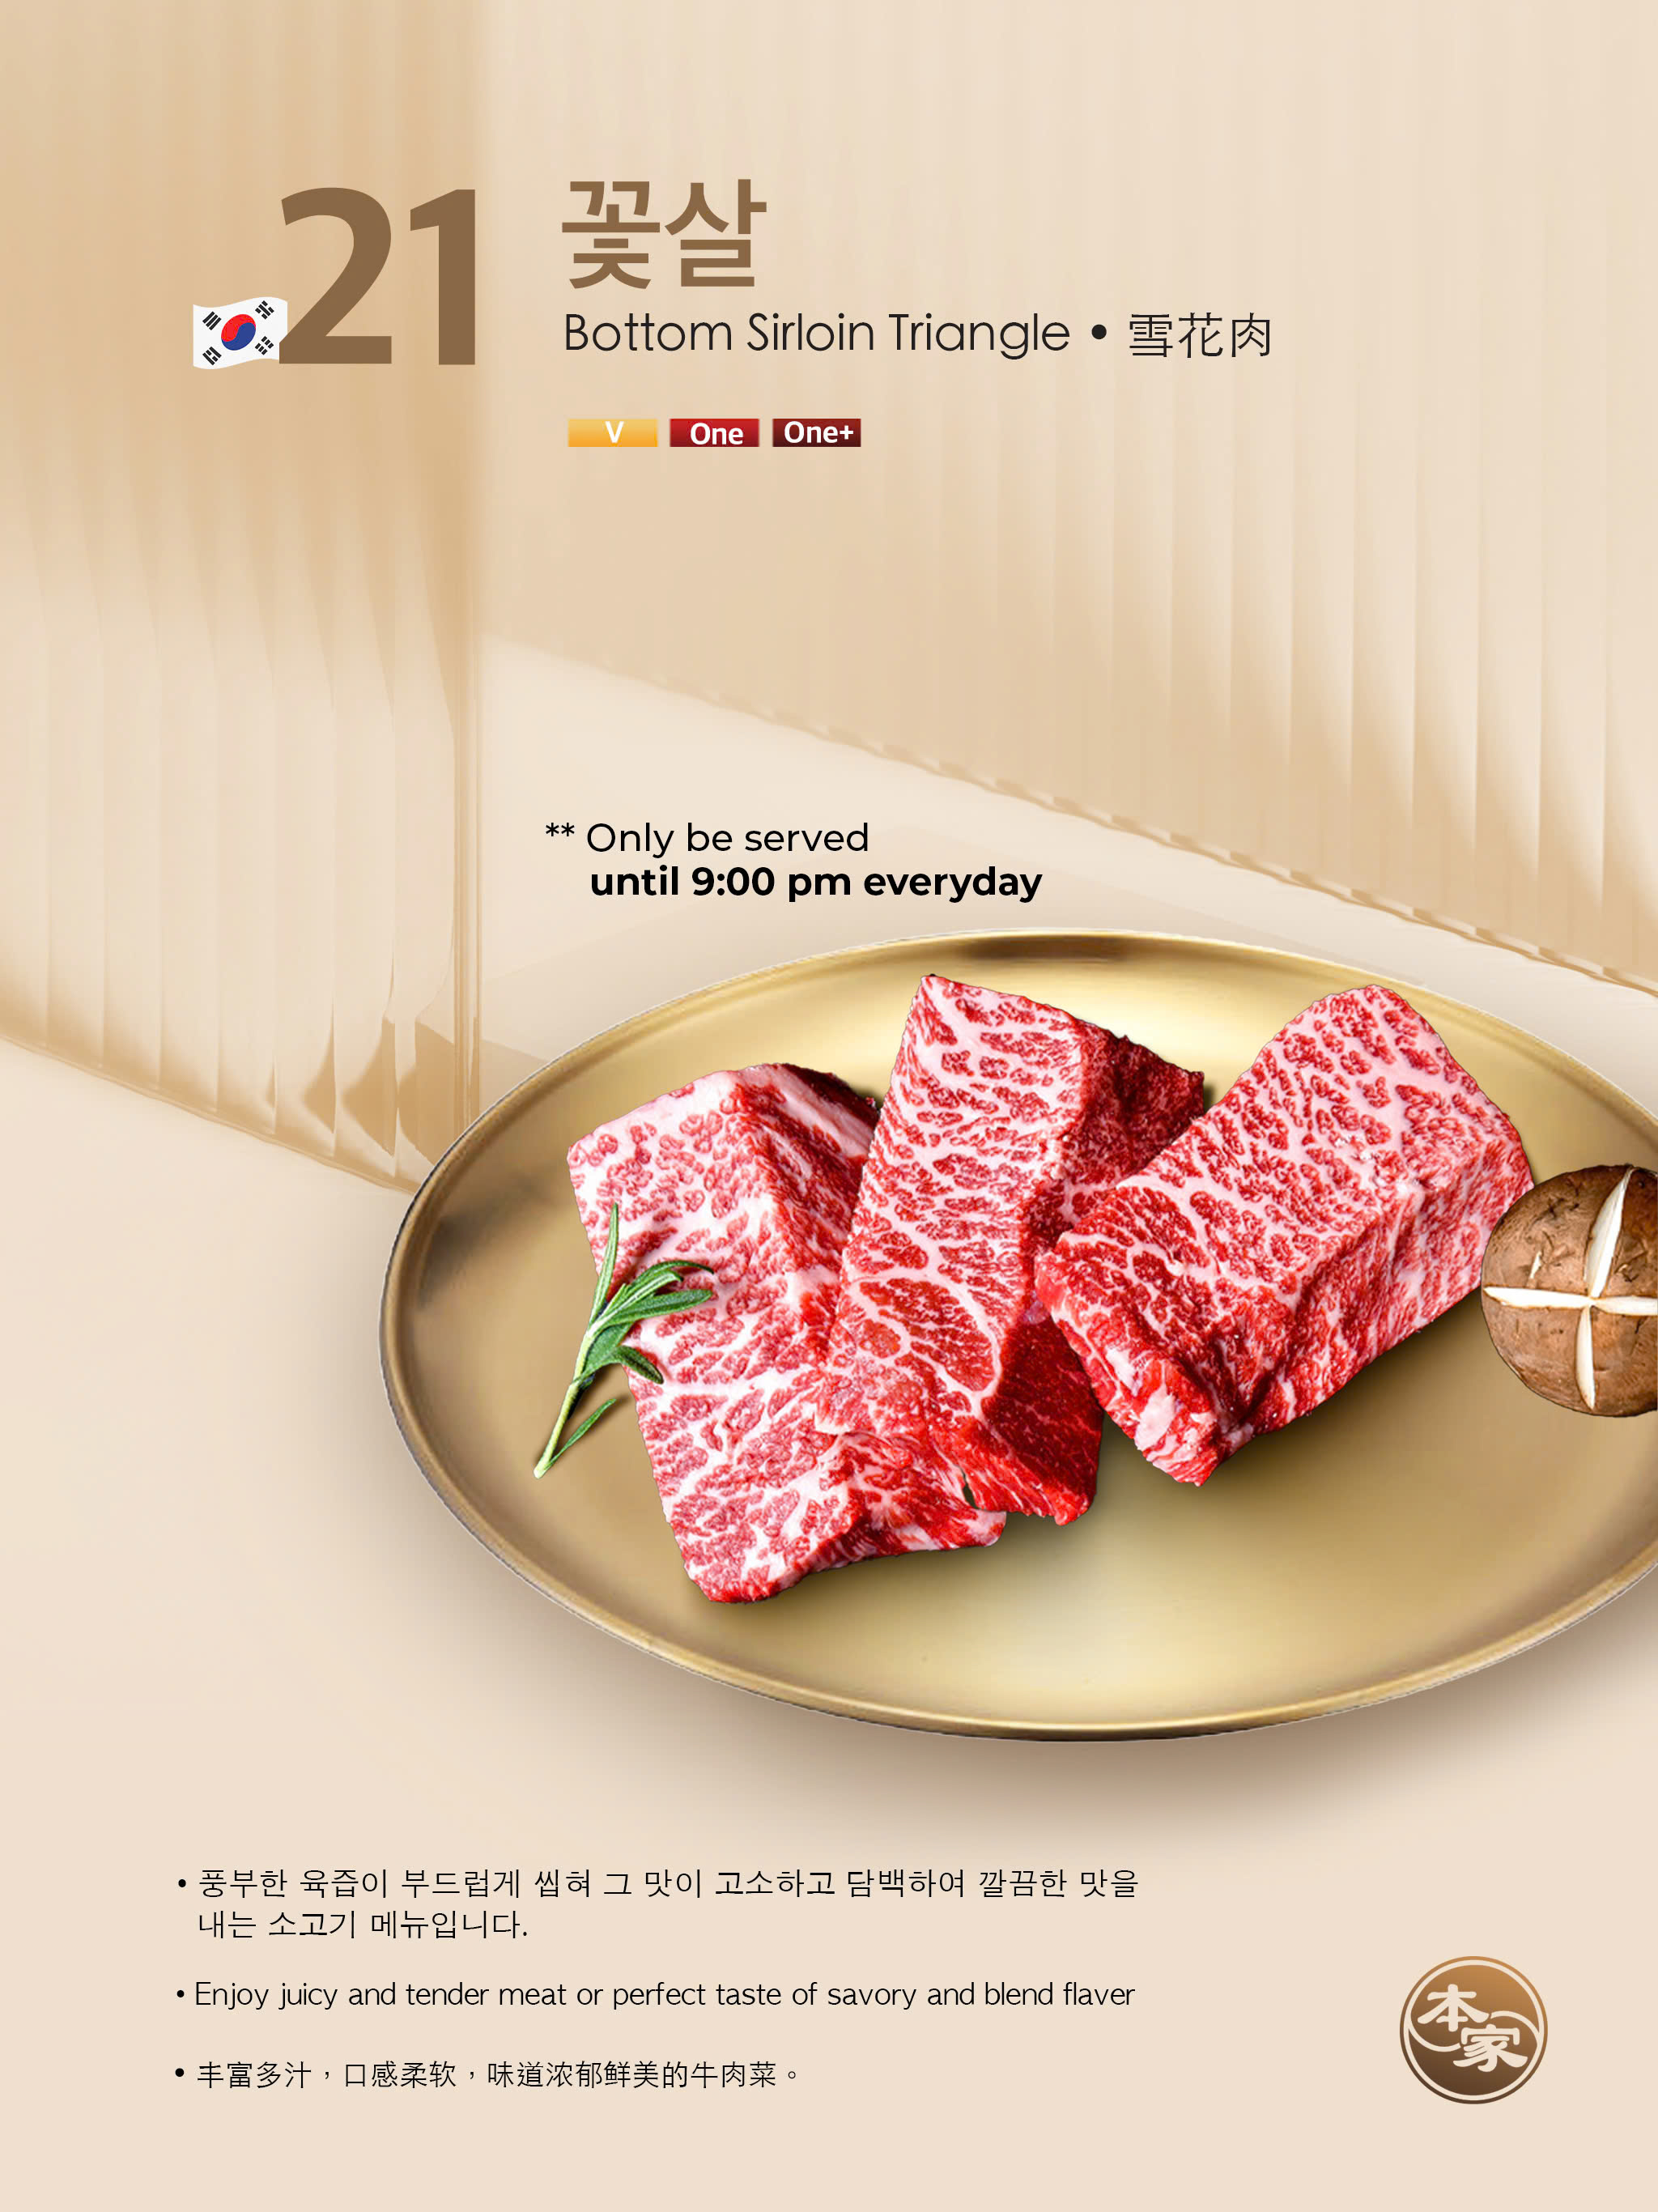 21
꽃살
Bottom Sirloin Triangle • 雪花肉
V One One+
** Only be served
until 9:00 pm everyday
• 풍부한 육즙이 부드럽게 씹혀 그 맛이 고소하고 담백하여 깔끔한 맛을
내는 소고기 메뉴입니다.
• Enjoy juicy and tender meat or perfect taste of savory and blend flaver
• 丰富多汁，口感柔软，味道浓郁鲜美的牛肉菜。
本家